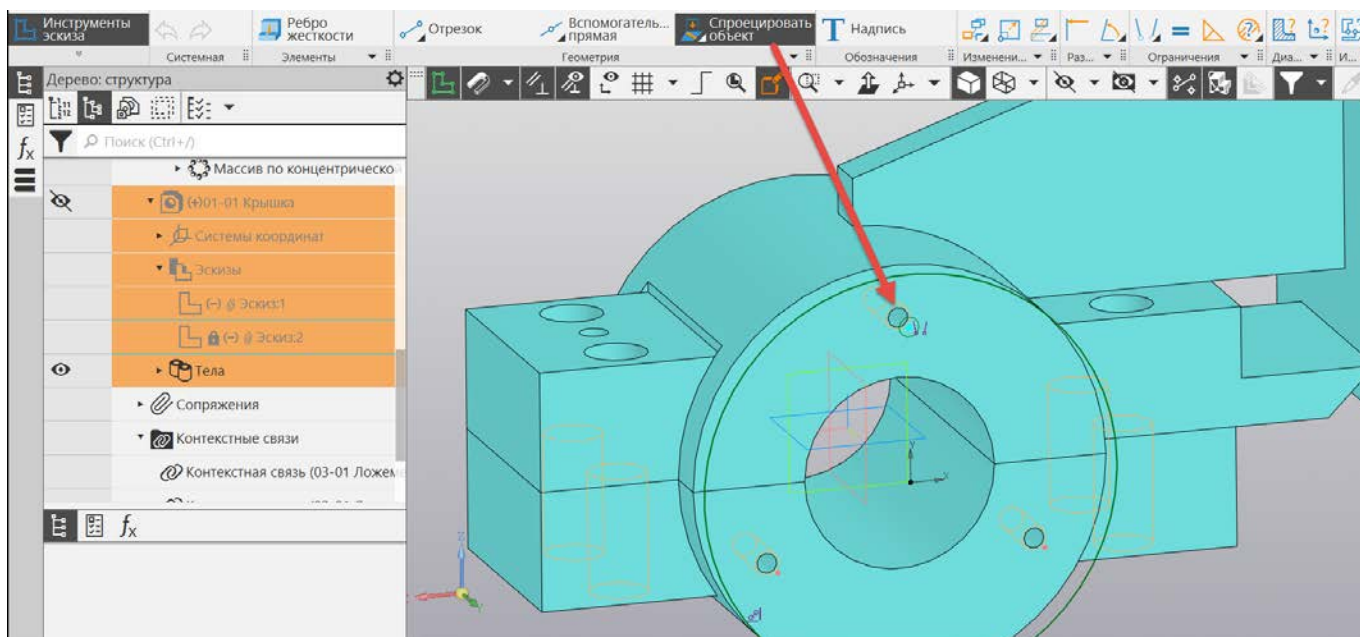 Инструменты эскиза
Ребро жесткости
Отрезок
Вспомогатель... прямая
Спроецировать объект
Надпись
Системная
Элементы
Геометрия
Обозначения
Изменени...
Раз...
Ограничения
Диа...
И...
Дерево: структура
Поиск (Ctrl+/)
Массив по концентрическо
(+)01-01 Крышка
Системы координат
Эскизы
(-) Эскиз:1
(-) Эскиз:2
Тела
Сопряжения
Контекстные связи
Контекстная связь (03-01 Ложем